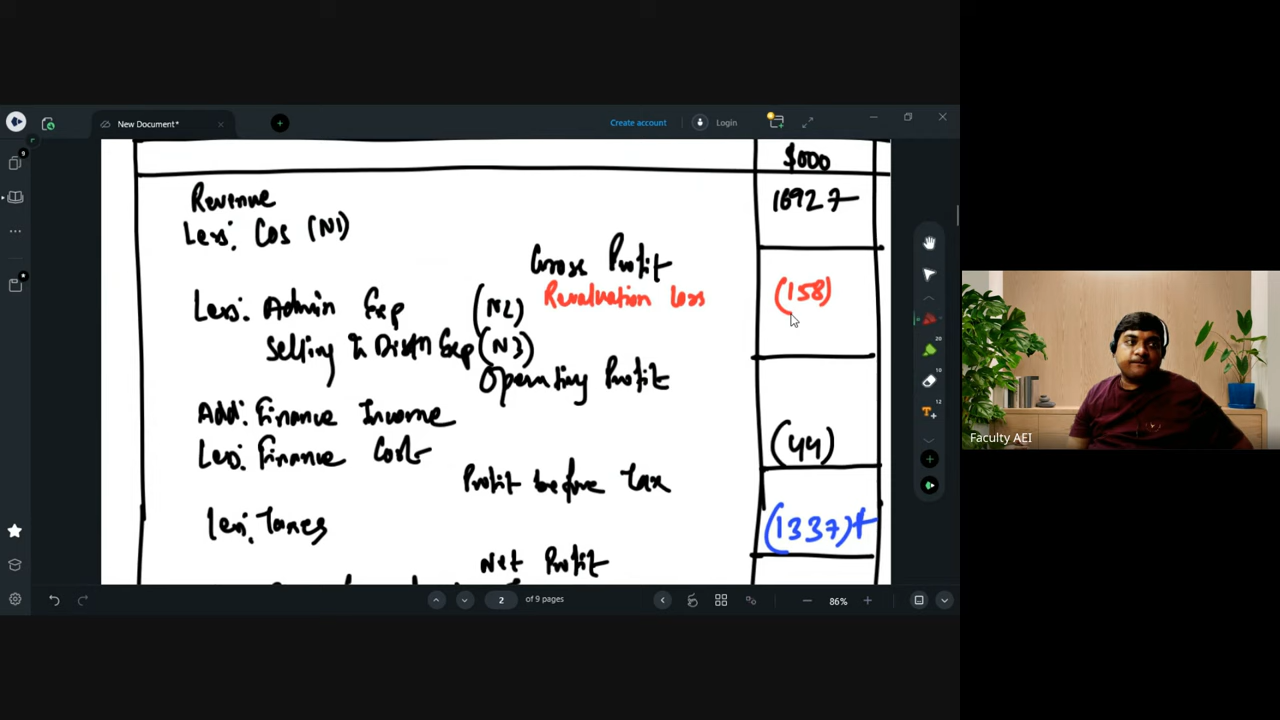 New Document*
Create account
Login
$000
Revenue 16927
Less: Cos (N1)
Gross Profit
Revaluation Loss (158)
Less: Admin Exp (N2)
Selling & Distn Exp (N3)
Operating Profit
Add: Finance Income
Less: Finance Cost (44)
Profit before Tax
Less: Taxes (1337)
Net Profit
Faculty AEI
2 of 9 pages
86%